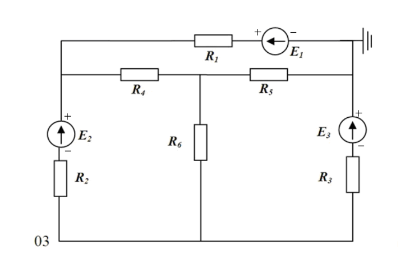 + −
R1 E1
R4 R5
+ +
E2 E3
− R6 −
R2 R3
03